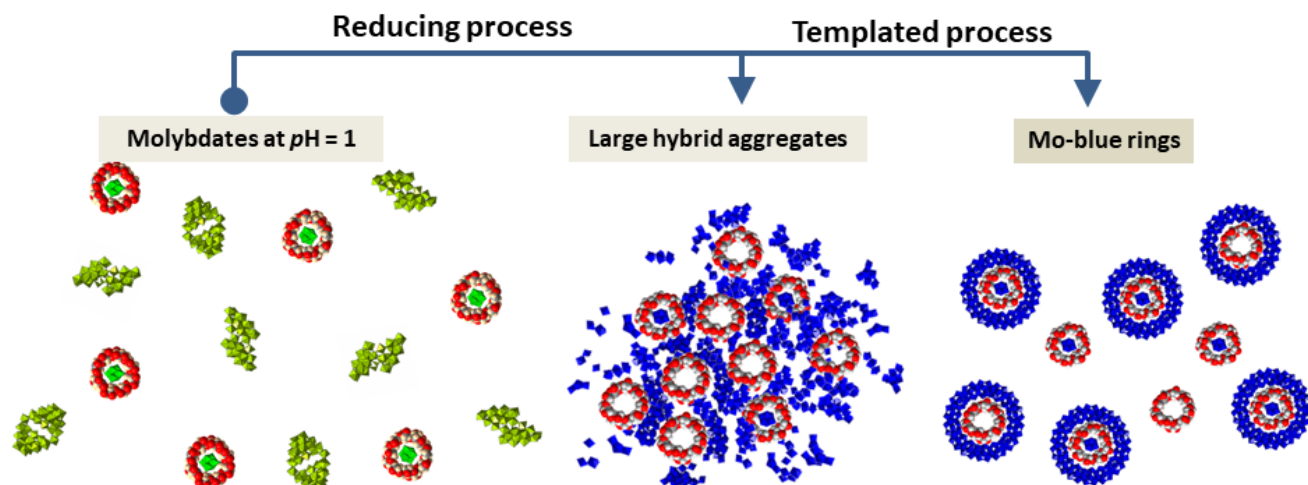 Reducing process
Templated process
Molybdates at pH = 1
Large hybrid aggregates
Mo-blue rings